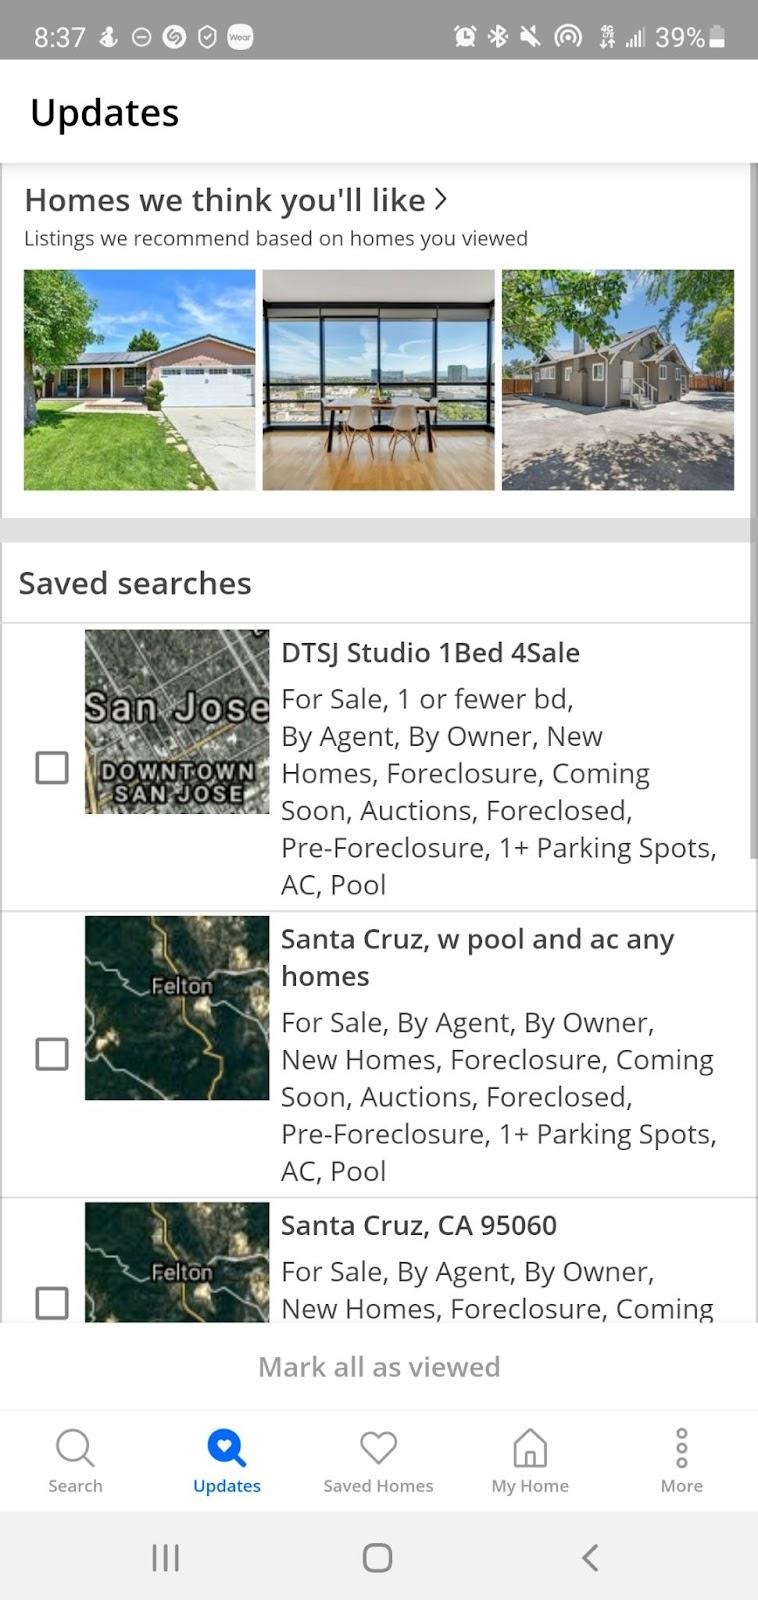 8:37
Wear
4G
LTE
39%
Updates
Homes we think you'll like
Listings we recommend based on homes you viewed
Saved searches
San Jose
DOWNTOWN
SAN JOSE
DTSJ Studio 1Bed 4Sale
For Sale, 1 or fewer bd,
By Agent, By Owner, New
Homes, Foreclosure, Coming
Soon, Auctions, Foreclosed,
Pre-Foreclosure, 1+ Parking Spots,
AC, Pool
Felton
Santa Cruz, w pool and ac any
homes
For Sale, By Agent, By Owner,
New Homes, Foreclosure, Coming
Soon, Auctions, Foreclosed,
Pre-Foreclosure, 1+ Parking Spots,
AC, Pool
Felton
Santa Cruz, CA 95060
For Sale, By Agent, By Owner,
New Homes, Foreclosure, Coming
Mark all as viewed
Search
Updates
Saved Homes
My Home
More